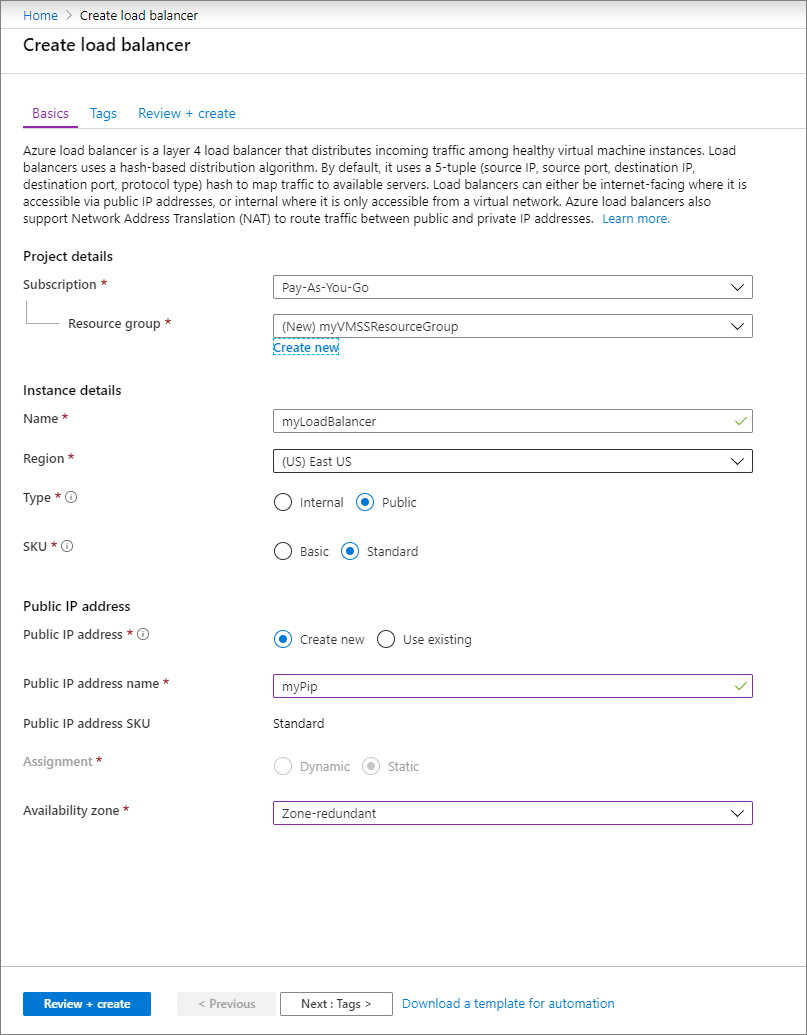 Home > Create load balancer
Create load balancer
Basics Tags Review + create
Azure load balancer is a layer 4 load balancer that distributes incoming traffic among healthy virtual machine instances. Load
balancers uses a hash-based distribution algorithm. By default, it uses a 5-tuple (source IP, source port, destination IP,
destination port, protocol type) hash to map traffic to available servers. Load balancers can either be internet-facing where it is
accessible via public IP addresses, or internal where it is only accessible from a virtual network. Azure load balancers also
support Network Address Translation (NAT) to route traffic between public and private IP addresses. Learn more.
Project details
Subscription * Pay-As-You-Go
Resource group * (New) myVMSSResourceGroup
Create new
Instance details
Name * myLoadBalancer
Region * (US) East US
Type * Internal Public
SKU * Basic Standard
Public IP address
Public IP address * Create new Use existing
Public IP address name * myPip
Public IP address SKU Standard
Assignment * Dynamic Static
Availability zone * Zone-redundant
Review + create < Previous Next : Tags > Download a template for automation